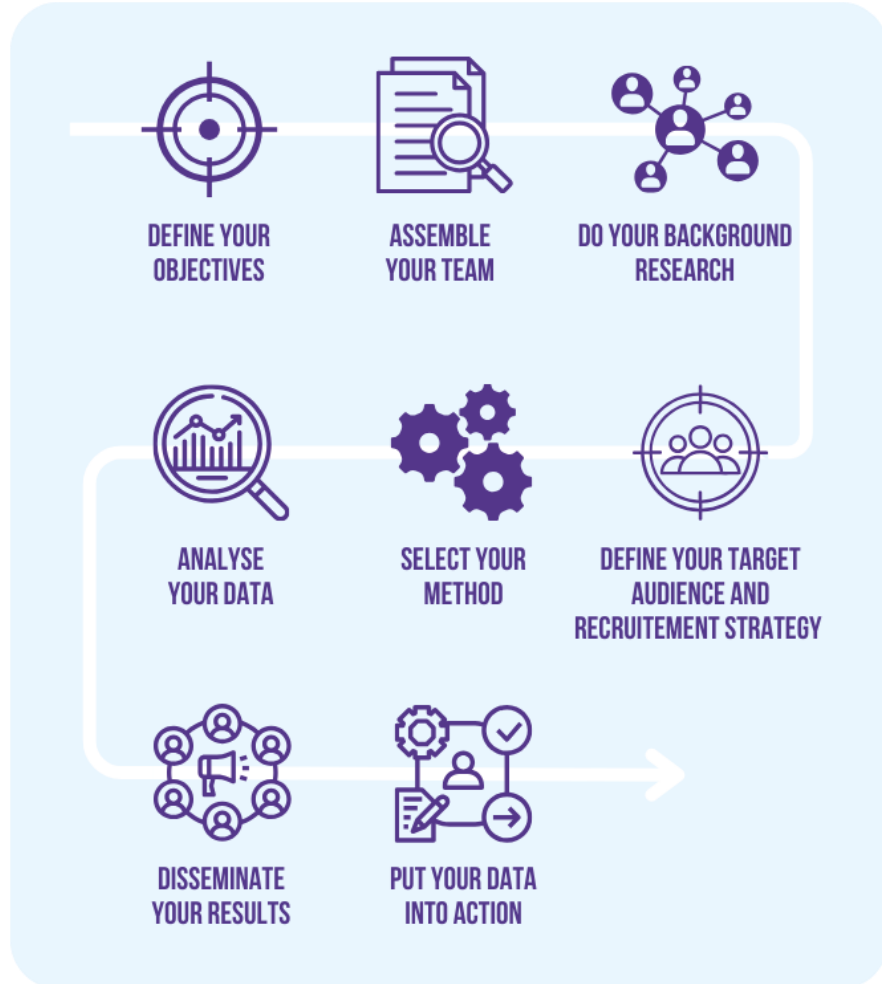 DEFINE YOUR
OBJECTIVES
ASSEMBLE
YOUR TEAM
DO YOUR BACKGROUND
RESEARCH
DEFINE YOUR TARGET
AUDIENCE AND
RECRUITEMENT STRATEGY
SELECT YOUR
METHOD
ANALYSE
YOUR DATA
DISSEMINATE
YOUR RESULTS
PUT YOUR DATA
INTO ACTION